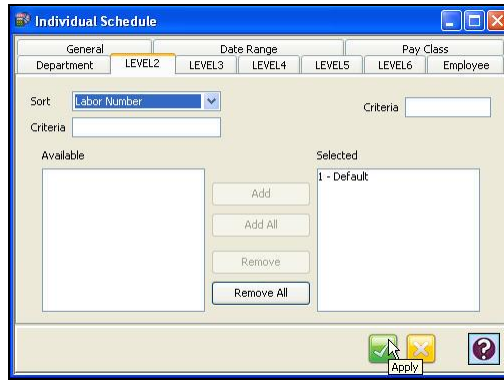 Individual Schedule
General Date Range Pay Class
Department LEVEL2 LEVEL3 LEVEL4 LEVEL5 LEVEL6 Employee
Sort Labor Number Criteria
Criteria
Available Selected
1 - Default
Add
Add All
Remove
Remove All
?
Apply